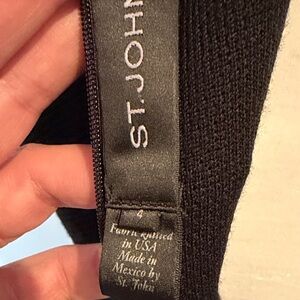 ST. JOHN
4
Fabric knitted
in USA
Made in
Mexico by
St. John